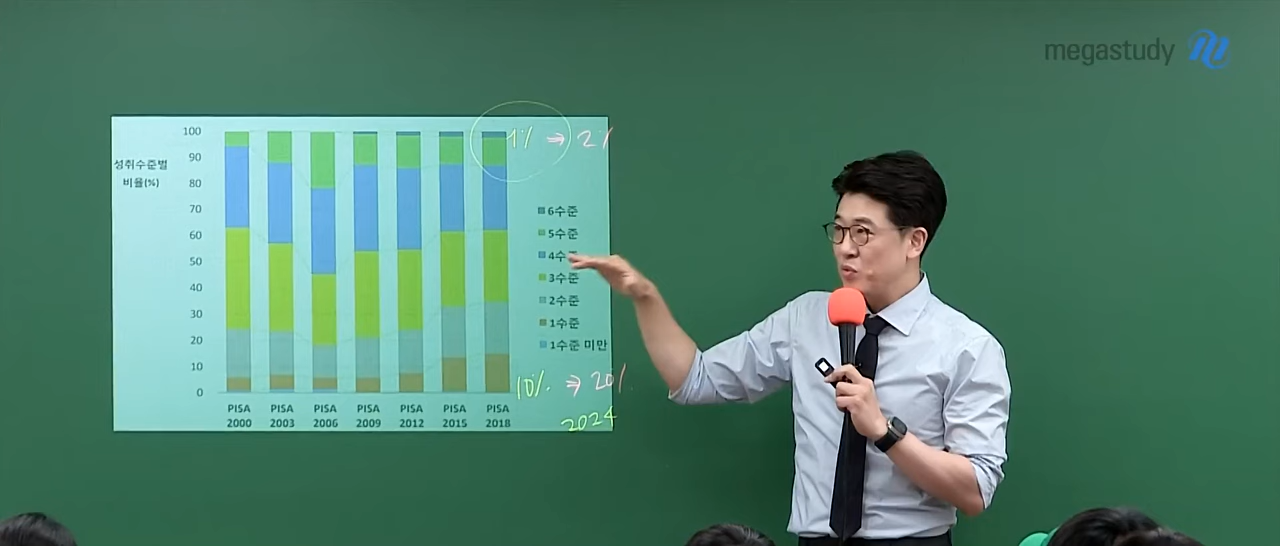 megastudy
성취수준별
비율(%)
100
90
80
70
60
50
40
30
20
10
0
1% ⇒ 2%
6수준
5수준
4수준
3수준
2수준
1수준
1수준 미만
10% ⇒ 20%
2024
PISA 2000
PISA 2003
PISA 2006
PISA 2009
PISA 2012
PISA 2015
PISA 2018